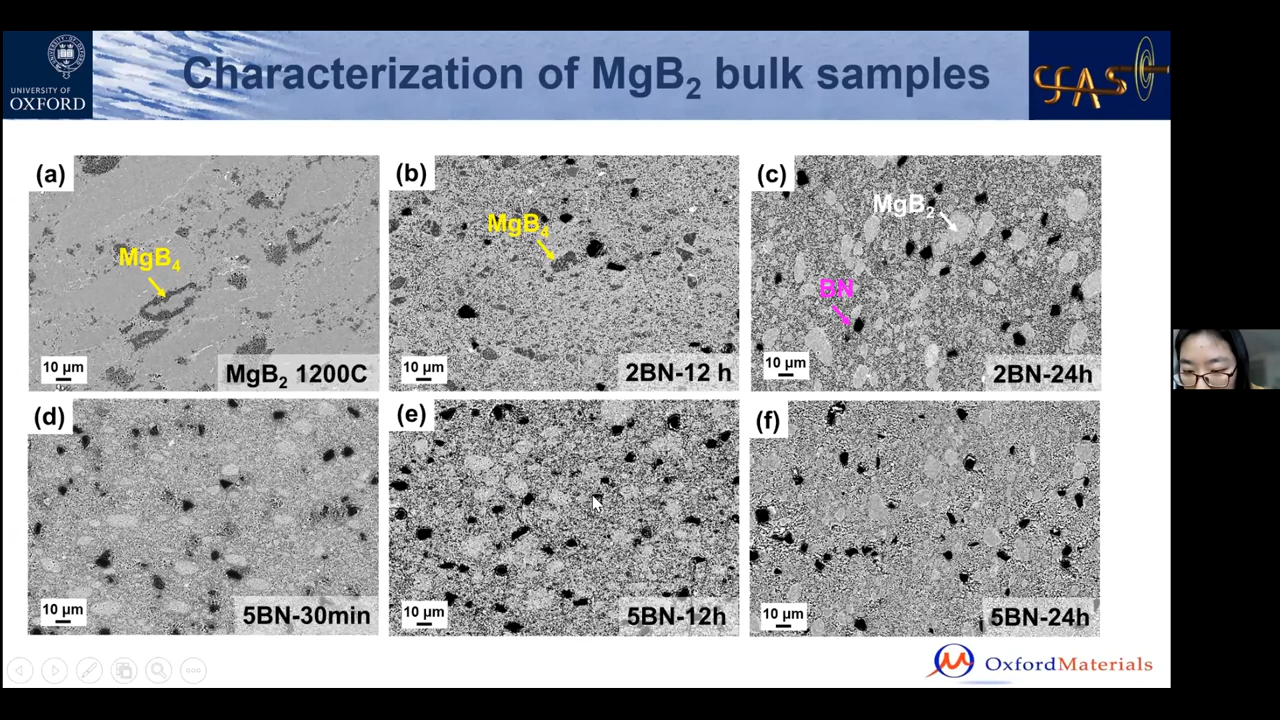 UNIVERSITY OF
OXFORD
Characterization of MgB₂ bulk samples
SFAST
(a)
MgB₄
10 µm
MgB₂ 1200C
(b)
MgB₄
10 µm
2BN-12 h
(c)
MgB₂
BN
10 µm
2BN-24h
(d)
10 µm
5BN-30min
(e)
10 µm
5BN-12h
(f)
10 µm
5BN-24h
OxfordMaterials